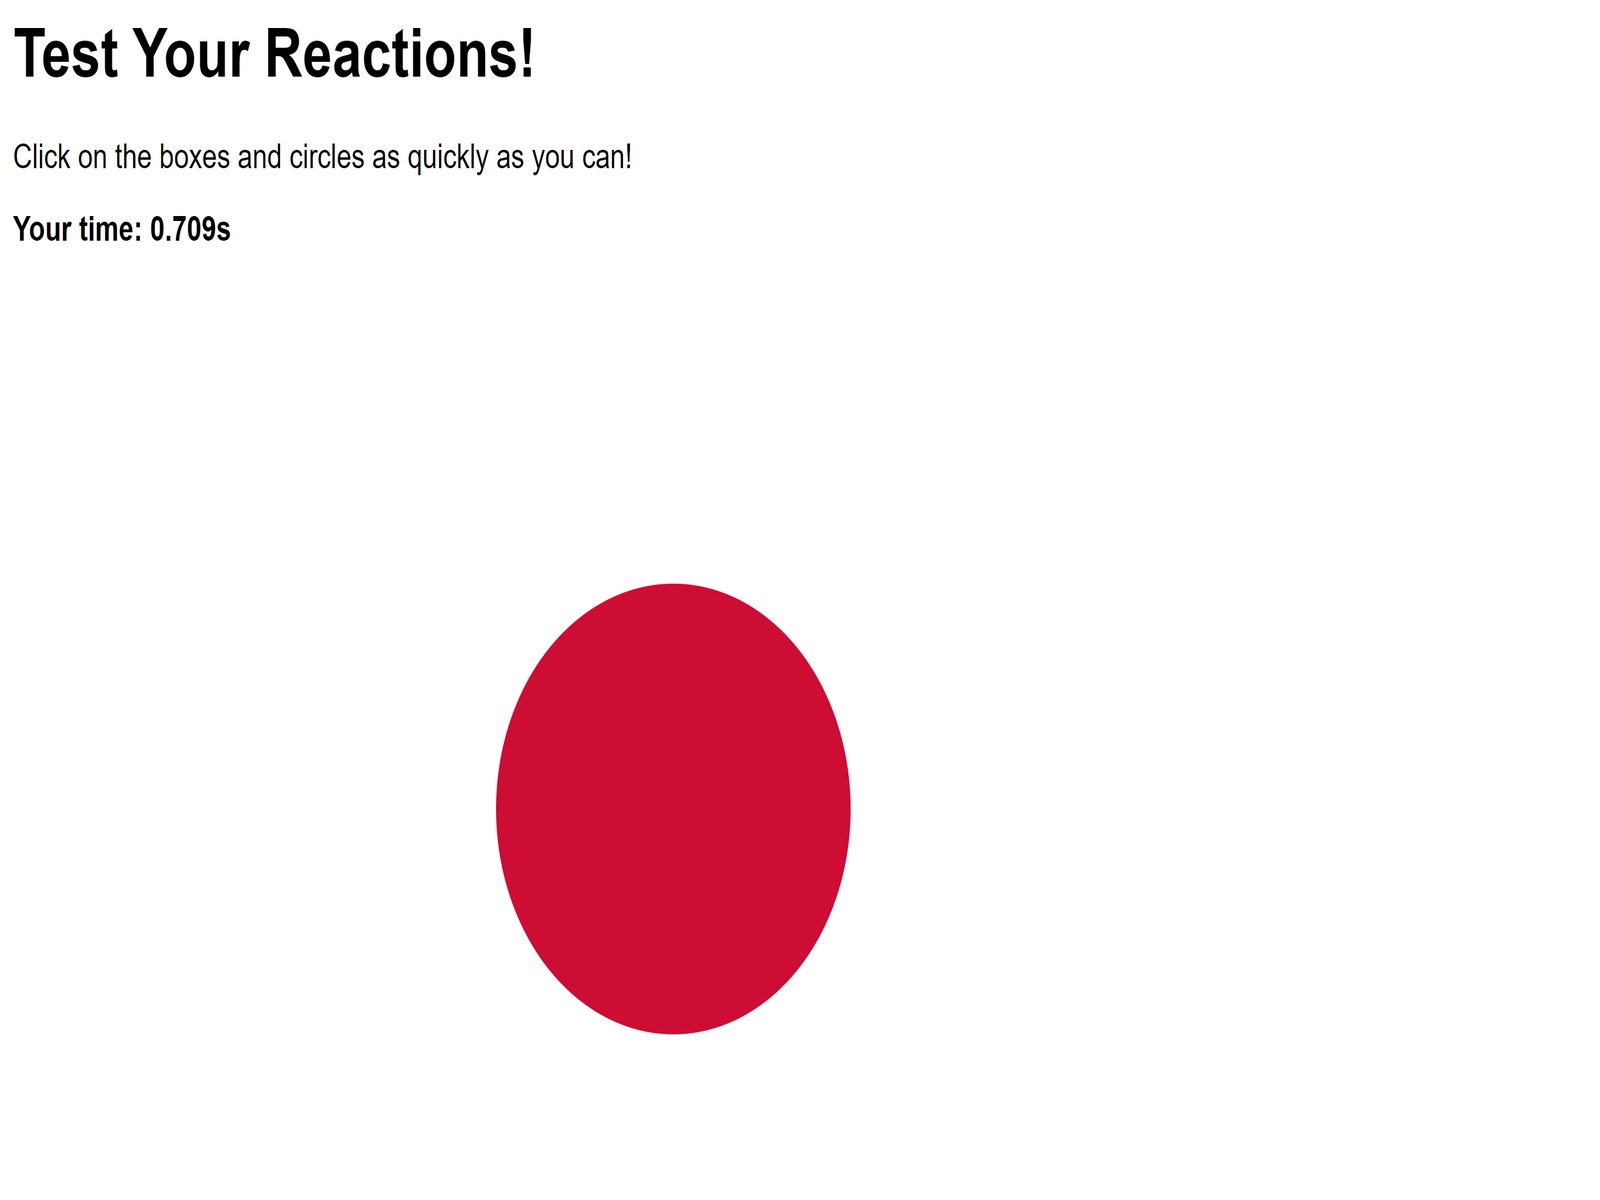 Test Your Reactions!
Click on the boxes and circles as quickly as you can!
Your time: 0.709s